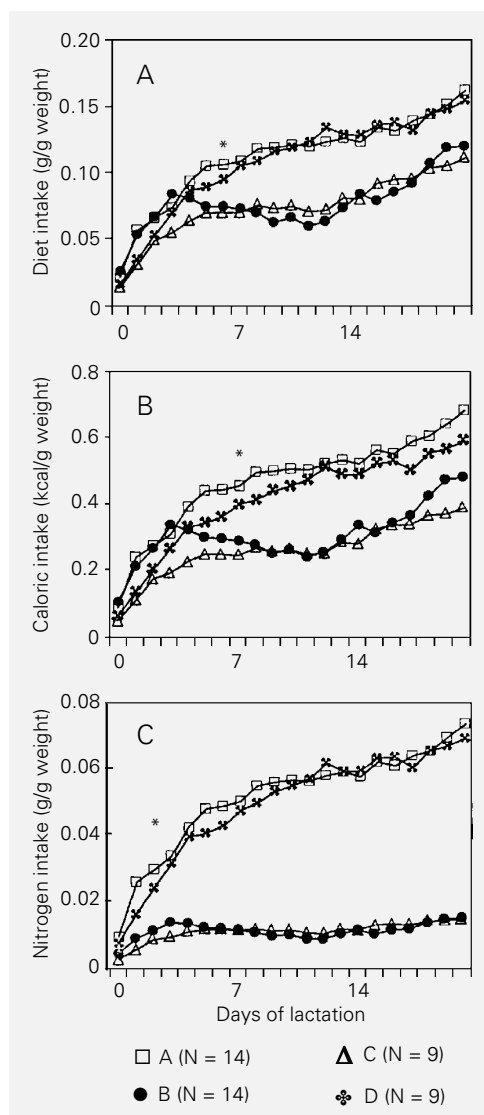 A
Diet intake (g/g weight)
0.20
0.15
0.10
0.05
0
*
0 7 14
B
Caloric intake (kcal/g weight)
0.8
0.6
0.4
0.2
0
*
0 7 14
C
Nitrogen intake (g/g weight)
0.08
0.06
0.04
0.012
0
*
0 7 14
Days of lactation
A (N = 14) C (N = 9)
B (N = 14) D (N = 9)